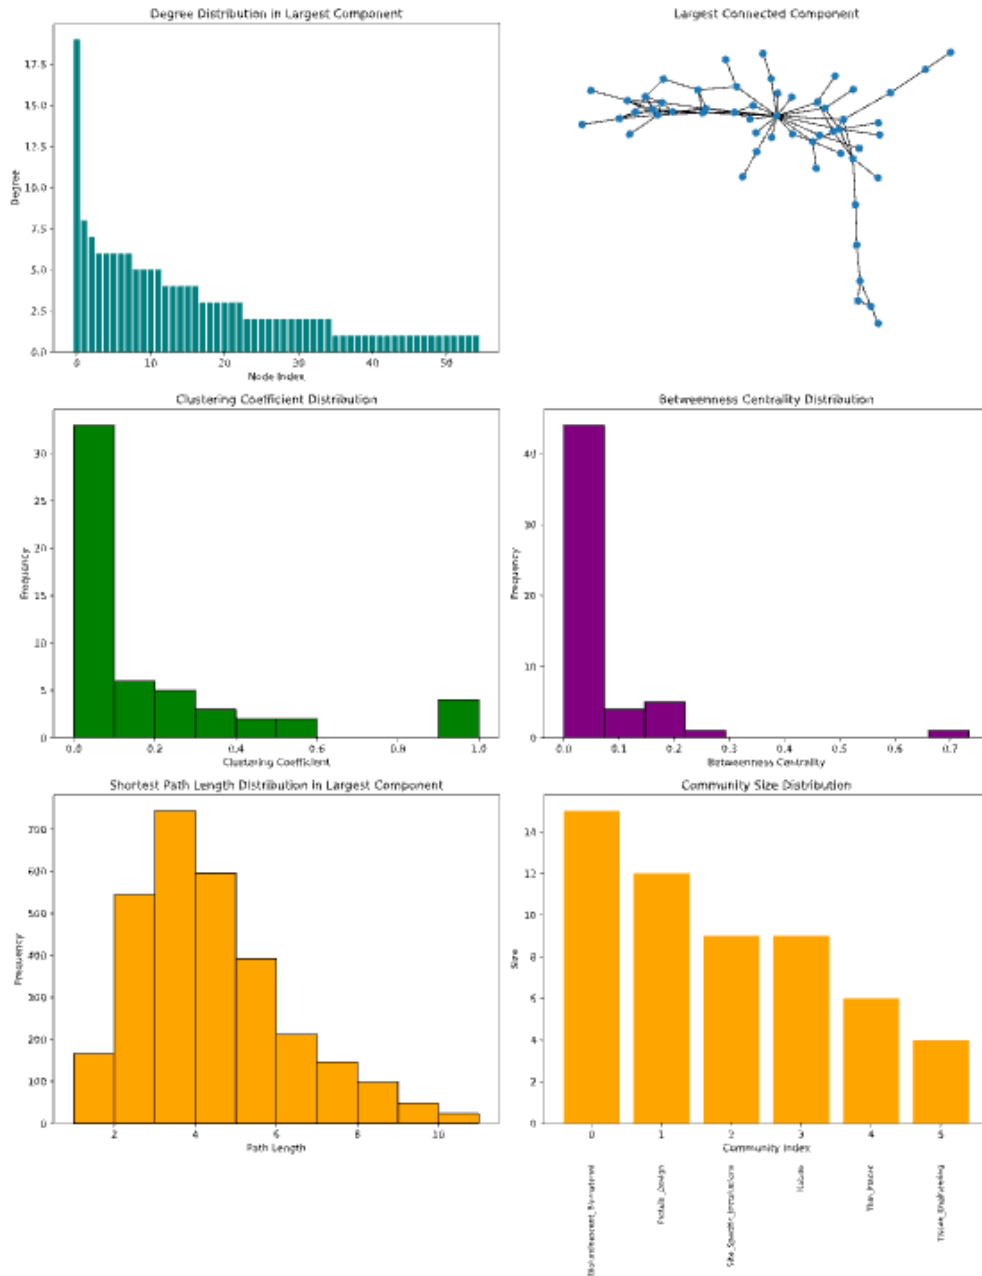 Degree Distribution in Largest Component
17.5
15.0
12.5
10.0
7.5
5.0
2.5
0.0
Degree
0 10 20 30 40 50
Node Index
Largest Connected Component
Clustering Coefficient Distribution
30
25
20
15
10
5
0
Frequency
0.0 0.2 0.4 0.6 0.8 1.0
Clustering Coefficient
Betweenness Centrality Distribution
40
30
20
10
0
Frequency
0.0 0.1 0.2 0.3 0.4 0.5 0.6 0.7
Betweenness Centrality
Shortest Path Length Distribution in Largest Component
700
600
500
400
300
200
100
0
Frequency
2 4 6 8 10
Path Length
Community Size Distribution
14
12
10
8
6
4
2
0
Size
0 1 2 3 4 5
Community Index
Protein_Design
Site_Specific_Installations
Nature
Tissue_Engineering